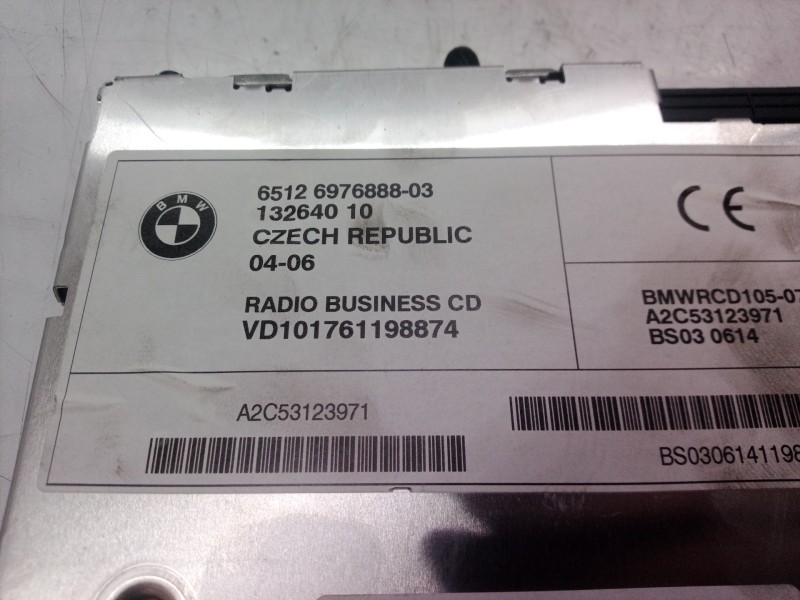 BMW
6512 6976888-03
132640 10
CZECH REPUBLIC
04-06
RADIO BUSINESS CD
VD101761198874
CE
BMWRCD105-07
A2C53123971
BS03 0614
A2C53123971
BS0306141198